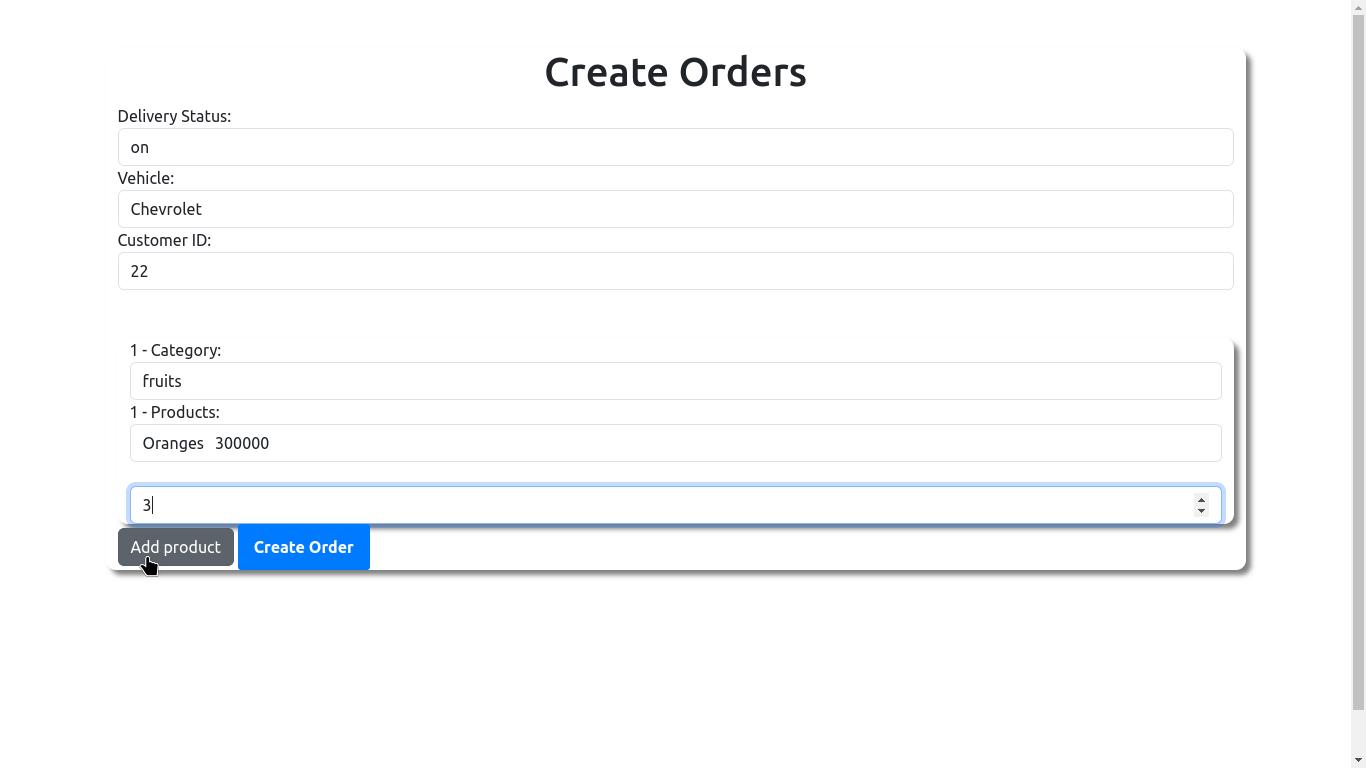 Create Orders
Delivery Status:
on
Vehicle:
Chevrolet
Customer ID:
22
1 - Category:
fruits
1 - Products:
Oranges 300000
3
Add product Create Order